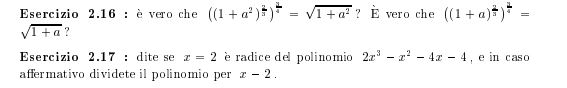 Esercizio 2.16 : è vero che ((1 + a²)^{2/3})^{3/4} = √(1 + a²) ? È vero che ((1 + a)^{2/3})^{3/4} =
√(1 + a) ?
Esercizio 2.17 : dite se x = 2 è radice del polinomio 2x³ − x² − 4x − 4 , e in caso
affermativo dividete il polinomio per x − 2 .